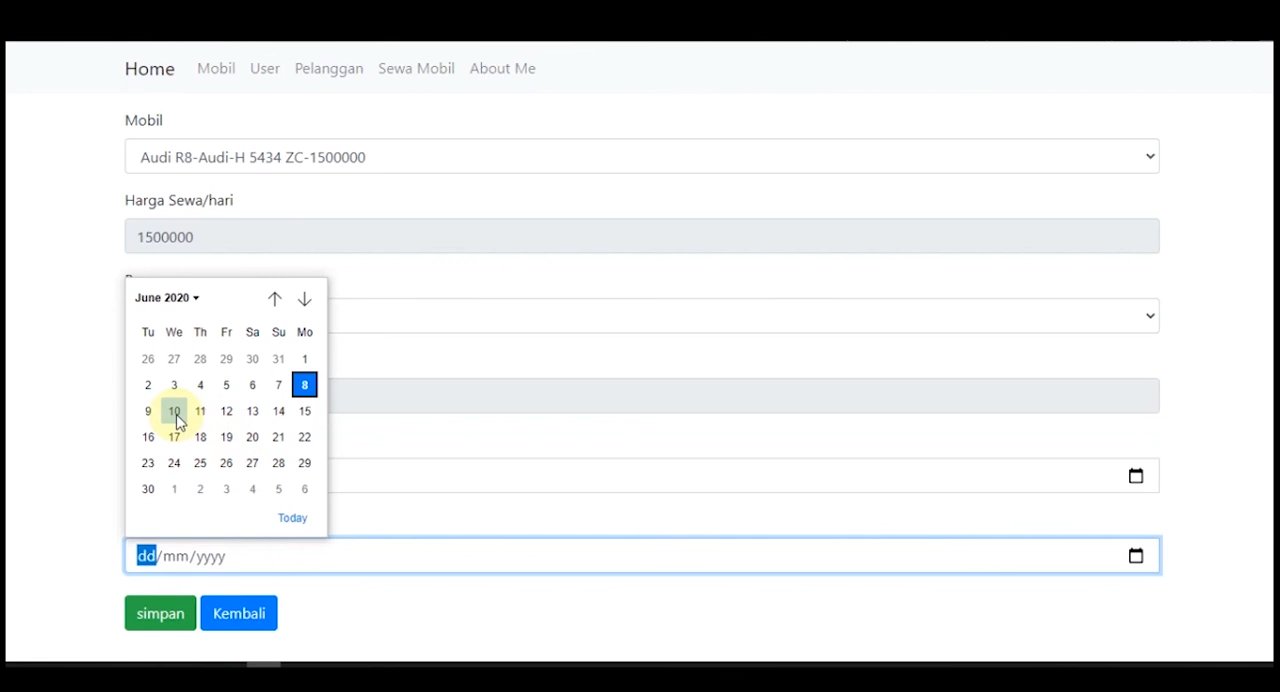 Home Mobil User Pelanggan Sewa Mobil About Me
Mobil
Audi R8-Audi-H 5434 ZC-1500000
Harga Sewa/hari
1500000
June 2020
Tu We Th Fr Sa Su Mo
26 27 28 29 30 31 1
2 3 4 5 6 7 8
9 10 11 12 13 14 15
16 17 18 19 20 21 22
23 24 25 26 27 28 29
30 1 2 3 4 5 6
Today
dd/mm/yyyy
simpan Kembali